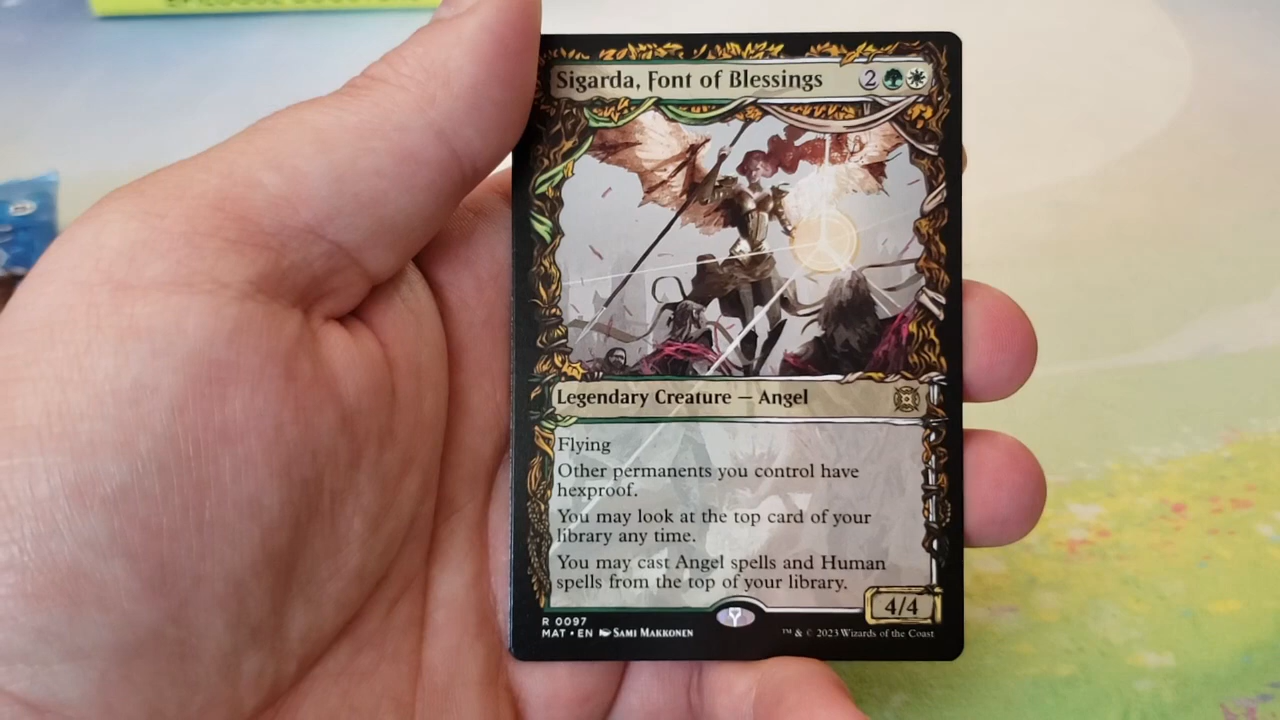 Sigarda, Font of Blessings 2
Legendary Creature — Angel
Flying
Other permanents you control have
hexproof.
You may look at the top card of your
library any time.
You may cast Angel spells and Human
spells from the top of your library.
4/4
R 0097
MAT • EN Sami Makkonen
™ & © 2023 Wizards of the Coast